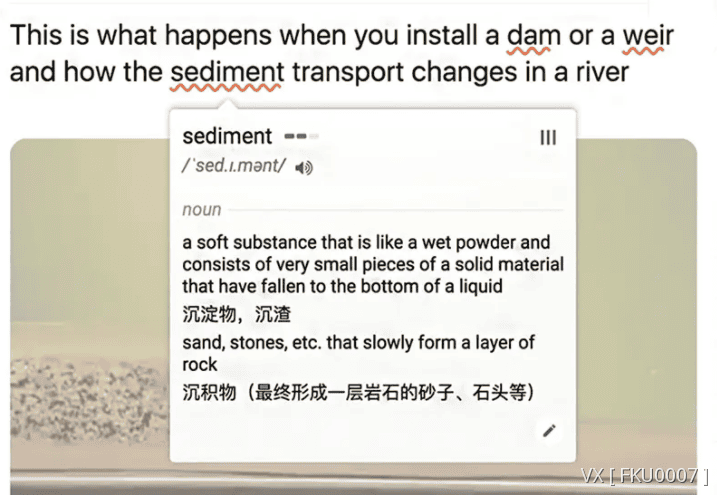 This is what happens when you install a dam or a weir
and how the sediment transport changes in a river
sediment
/ˈsed.ɪ.mənt/
noun
a soft substance that is like a wet powder and
consists of very small pieces of a solid material
that have fallen to the bottom of a liquid
沉淀物，沉渣
sand, stones, etc. that slowly form a layer of
rock
沉积物（最终形成一层岩石的砂子、石头等）
VX [ FKU0007 ]